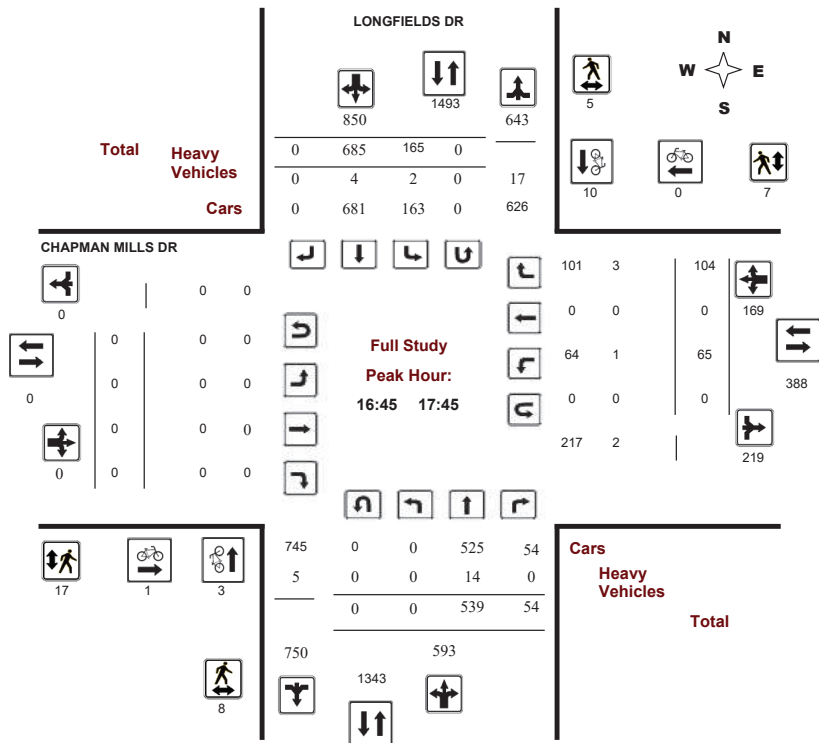 LONGFIELDS DR
N
W E
S
1493
5
850 643
Total Heavy Vehicles 0 685 165 0
0 4 2 0 17
10 0 7
Cars 0 681 163 0 626
CHAPMAN MILLS DR
0 0 0
101 3 104
169
0 0 0 0 0 0
388
Full Study
Peak Hour:
16:45 17:45
64 1 65
0 0 0
0 0 0
0 0 0
217 2 219
0 0 0 0
745 0 0 525 54
5 0 0 14 0
0 0 539 54
Cars
Heavy
Vehicles
Total
17 1 3
750 593
1343
8